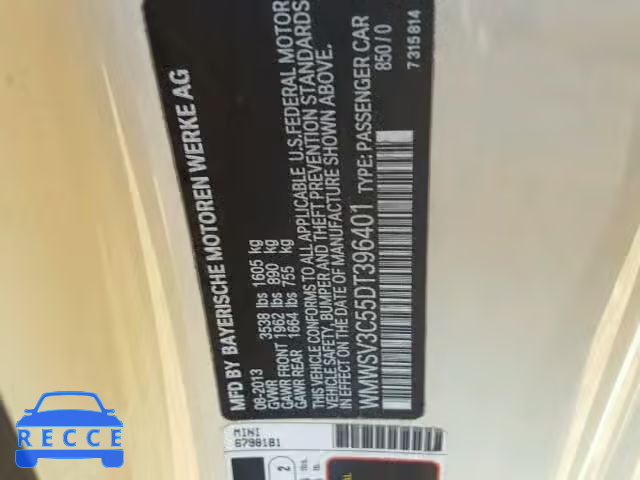 MFD BY BAYERISCHE MOTOREN WERKE AG
08-2013
GVWR 3538 lbs 1605 kg
GAWR FRONT 1962 lbs 890 kg
GAWR REAR 1664 lbs 755 kg
THIS VEHICLE CONFORMS TO ALL APPLICABLE U.S.FEDERAL MOTOR
VEHICLE SAFETY, BUMPER AND THEFT PREVENTION STANDARDS
IN EFFECT ON THE DATE OF MANUFACTURE SHOWN ABOVE.
WMWSV3C55DT396401 TYPE: PASSENGER CAR
850/0
7315814
MINI
6798181
2
RECCE